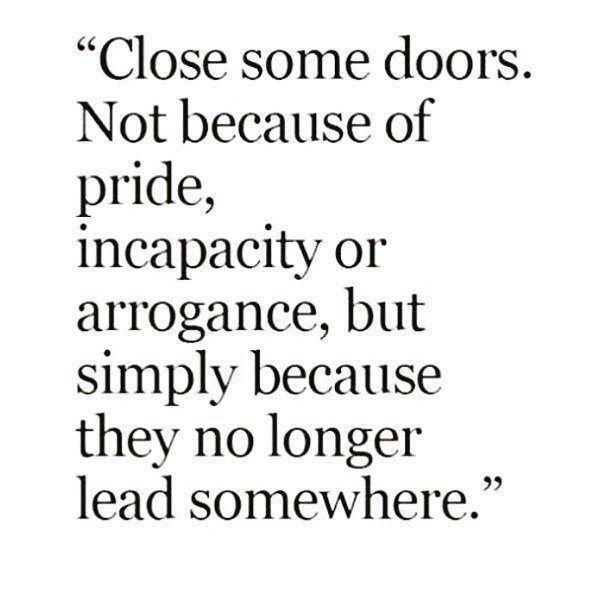 “Close some doors.
Not because of
pride,
incapacity or
arrogance, but
simply because
they no longer
lead somewhere.”